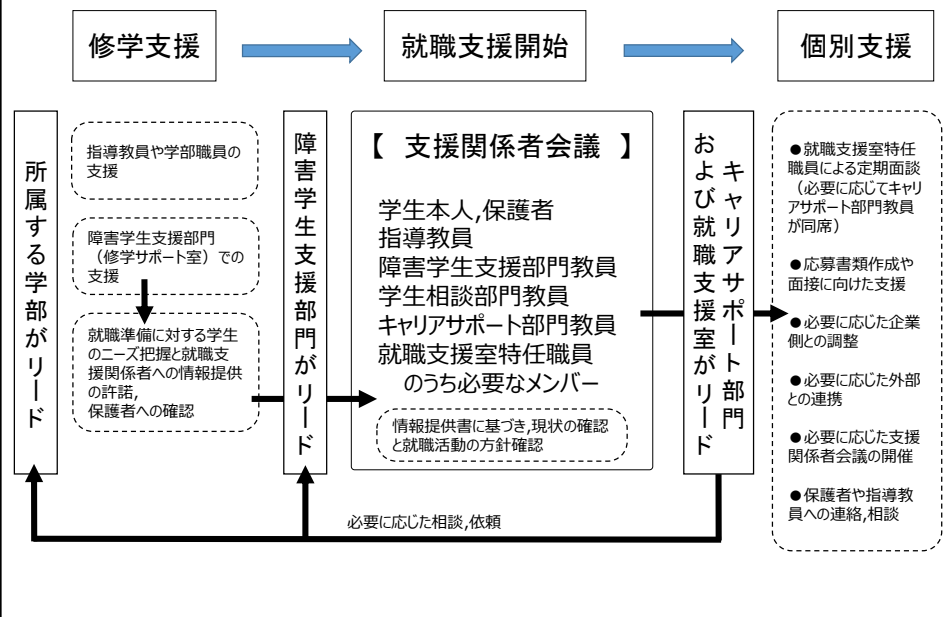 修学支援
就職支援開始
個別支援
所属する学部がリード
指導教員や学部職員の
支援
障害学生支援部門
（修学サポート室）での
支援
就職準備に対する学生
のニーズ把握と就職支
援関係者への情報提供
の許諾,
保護者への確認
障害学生支援部門がリード
【 支援関係者会議 】
学生本人,保護者
指導教員
障害学生支援部門教員
学生相談部門教員
キャリアサポート部門教員
就職支援室特任職員
のうち必要なメンバー
情報提供書に基づき,現状の確認
と就職活動の方針確認
キャリアサポート部門
および就職支援室がリード
●就職支援室特任
職員による定期面談
（必要に応じてキャリ
アサポート部門教員
が同席）
●応募書類作成や
面接に向けた支援
●必要に応じた企業
側との調整
●必要に応じた外部
との連携
●必要に応じた支援
関係者会議の開催
●保護者や指導教
員への連絡,相談
必要に応じた相談,依頼